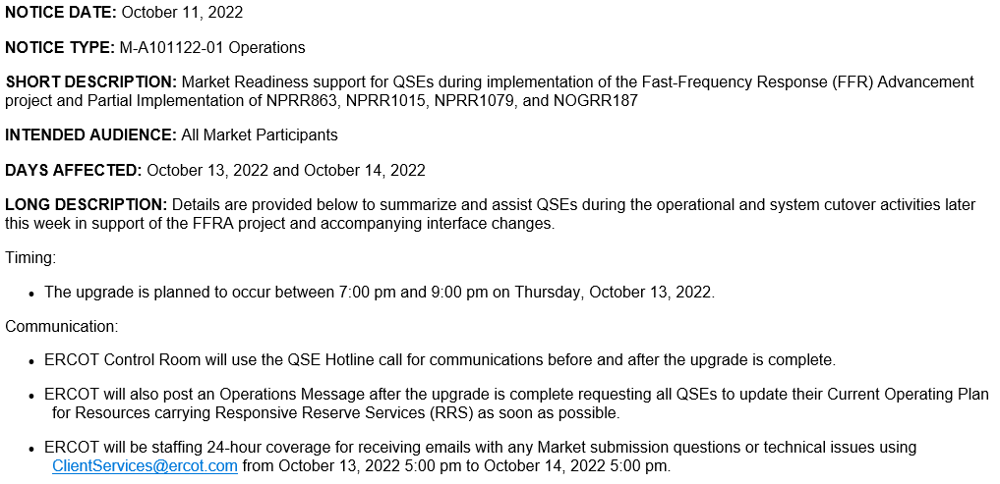 NOTICE DATE: October 11, 2022
NOTICE TYPE: M-A101122-01 Operations
SHORT DESCRIPTION: Market Readiness support for QSEs during implementation of the Fast-Frequency Response (FFR) Advancement
project and Partial Implementation of NPRR863, NPRR1015, NPRR1079, and NOGRR187
INTENDED AUDIENCE: All Market Participants
DAYS AFFECTED: October 13, 2022 and October 14, 2022
LONG DESCRIPTION: Details are provided below to summarize and assist QSEs during the operational and system cutover activities later
this week in support of the FFRA project and accompanying interface changes.
Timing:
• The upgrade is planned to occur between 7:00 pm and 9:00 pm on Thursday, October 13, 2022.
Communication:
• ERCOT Control Room will use the QSE Hotline call for communications before and after the upgrade is complete.
• ERCOT will also post an Operations Message after the upgrade is complete requesting all QSEs to update their Current Operating Plan
for Resources carrying Responsive Reserve Services (RRS) as soon as possible.
• ERCOT will be staffing 24-hour coverage for receiving emails with any Market submission questions or technical issues using
ClientServices@ercot.com from October 13, 2022 5:00 pm to October 14, 2022 5:00 pm.